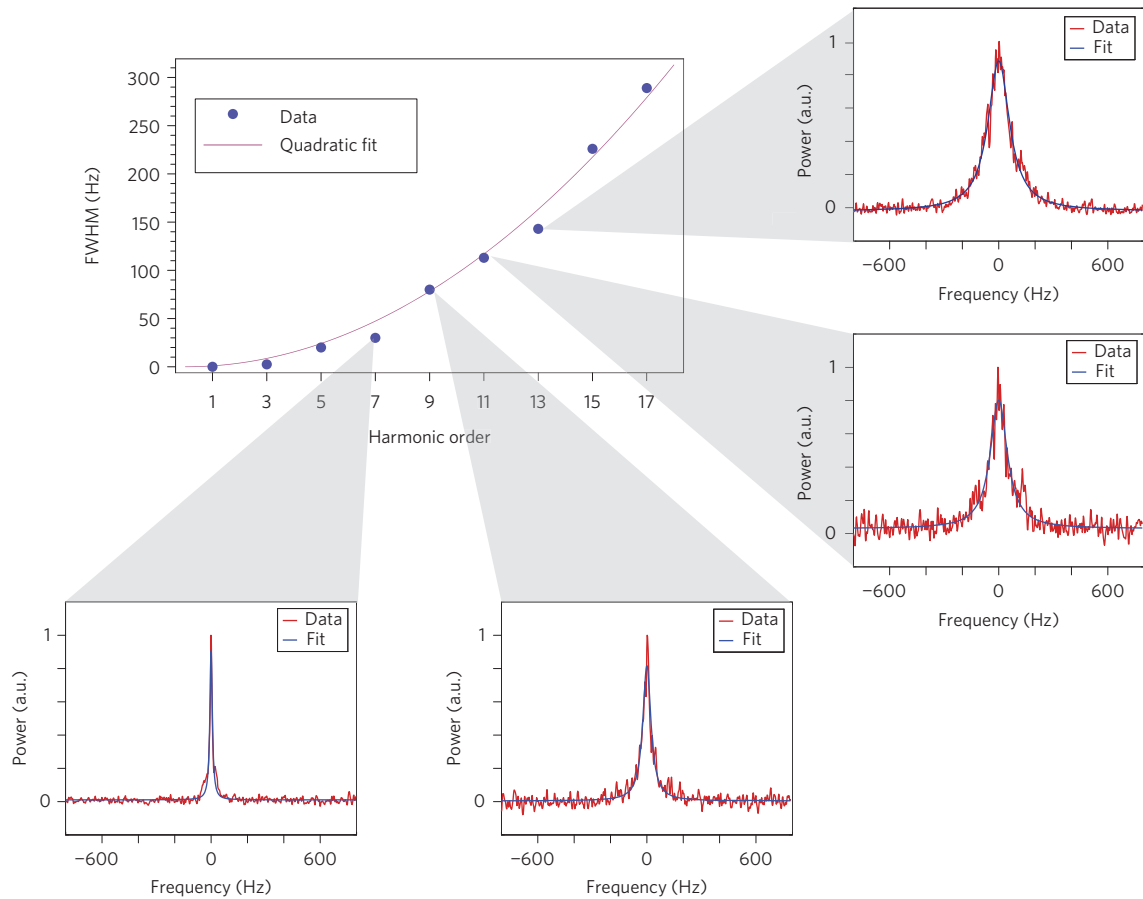 300
250
200
150
100
50
0
FWHM (Hz)
Data
Quadratic fit
1 3 5 7 9 11 13 15 17
Harmonic order
Data
Fit
1
0
Power (a.u.)
−600 0 600
Frequency (Hz)
Data
Fit
1
0
Power (a.u.)
−600 0 600
Frequency (Hz)
Data
Fit
1
0
Power (a.u.)
−600 0 600
Frequency (Hz)
Data
Fit
1
0
Power (a.u.)
−600 0 600
Frequency (Hz)